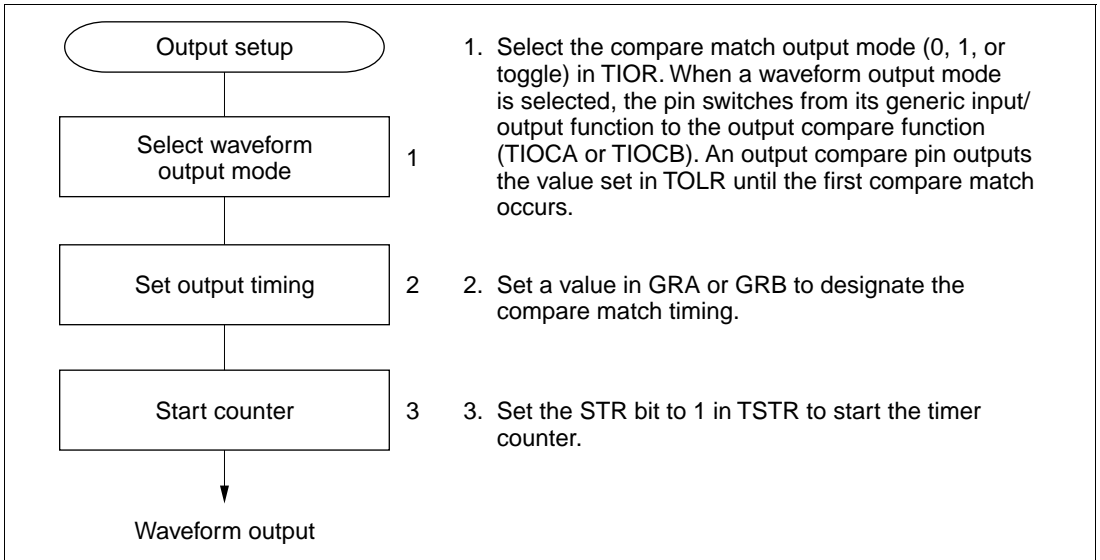 Output setup
Select waveform
output mode
1
Set output timing
2
Start counter
3
Waveform output
1. Select the compare match output mode (0, 1, or
toggle) in TIOR. When a waveform output mode
is selected, the pin switches from its generic input/
output function to the output compare function
(TIOCA or TIOCB). An output compare pin outputs
the value set in TOLR until the first compare match
occurs.
2. Set a value in GRA or GRB to designate the
compare match timing.
3. Set the STR bit to 1 in TSTR to start the timer
counter.